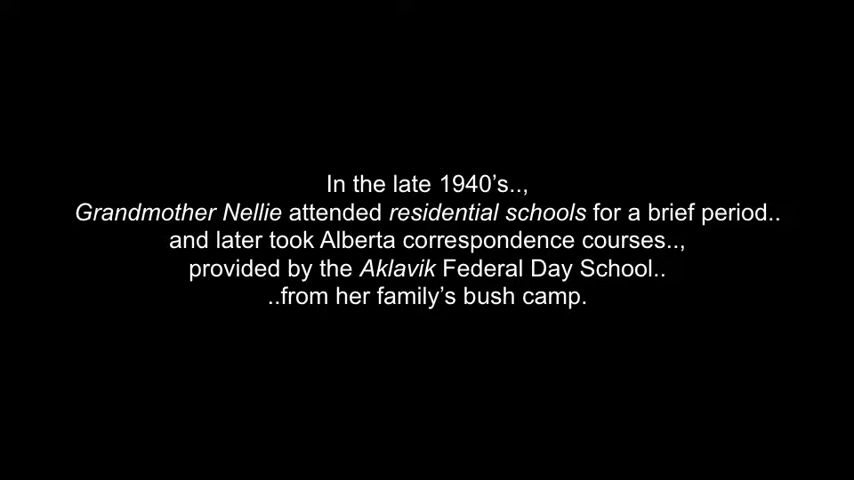 In the late 1940’s..,
Grandmother Nellie attended residential schools for a brief period..
and later took Alberta correspondence courses..,
provided by the Aklavik Federal Day School..
..from her family’s bush camp.